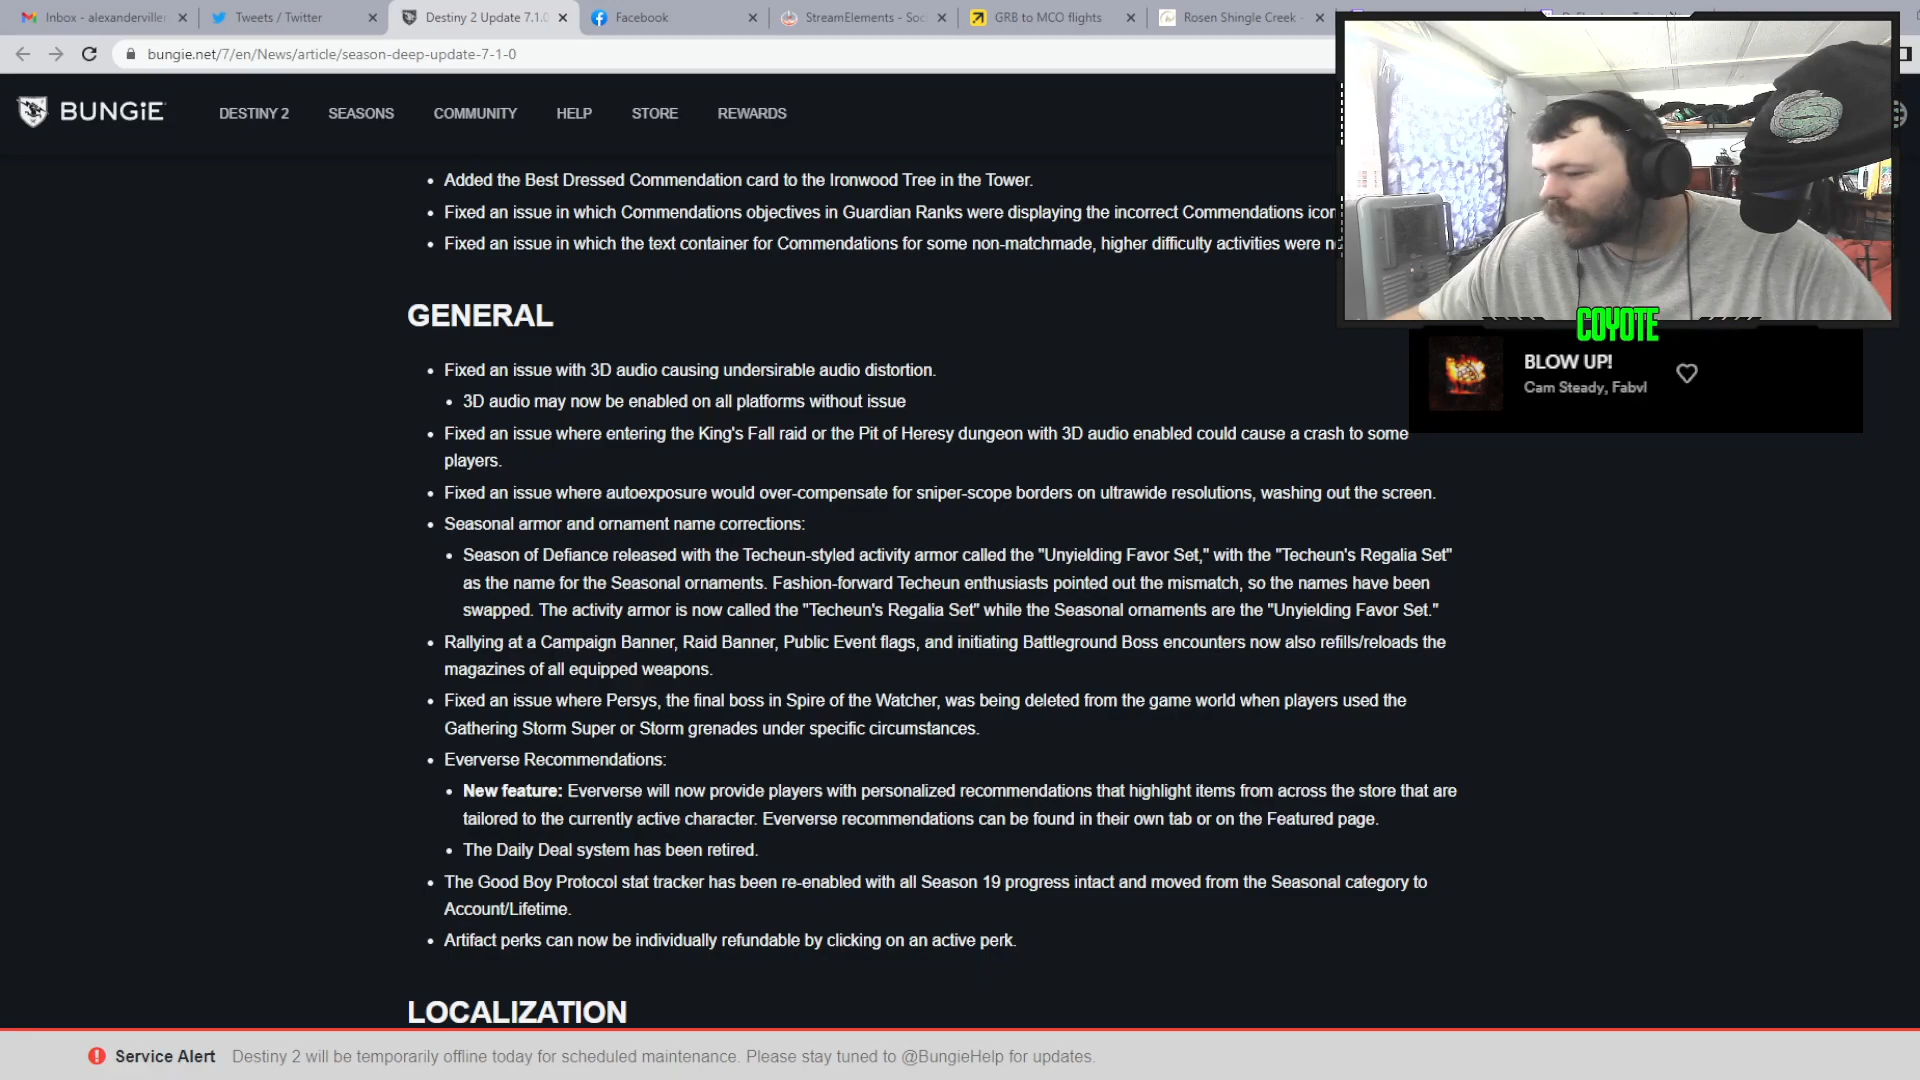 Inbox - alexanderville
Tweets / Twitter
Destiny 2 Update 7.1.0
Facebook
StreamElements - Soc
GRB to MCO flights
Rosen Shingle Creek -
bungie.net/7/en/News/article/season-deep-update-7-1-0
BUNGiE
DESTINY 2
SEASONS
COMMUNITY
HELP
STORE
REWARDS
Added the Best Dressed Commendation card to the Ironwood Tree in the Tower.
Fixed an issue in which Commendations objectives in Guardian Ranks were displaying the incorrect Commendations icon
Fixed an issue in which the text container for Commendations for some non-matchmade, higher difficulty activities were n
COYOTE
BLOW UP!
Cam Steady, Fabvl
GENERAL
Fixed an issue with 3D audio causing undersirable audio distortion.
3D audio may now be enabled on all platforms without issue
Fixed an issue where entering the King's Fall raid or the Pit of Heresy dungeon with 3D audio enabled could cause a crash to some
players.
Fixed an issue where autoexposure would over-compensate for sniper-scope borders on ultrawide resolutions, washing out the screen.
Seasonal armor and ornament name corrections:
Season of Defiance released with the Techeun-styled activity armor called the "Unyielding Favor Set," with the "Techeun's Regalia Set"
as the name for the Seasonal ornaments. Fashion-forward Techeun enthusiasts pointed out the mismatch, so the names have been
swapped. The activity armor is now called the "Techeun's Regalia Set" while the Seasonal ornaments are the "Unyielding Favor Set."
Rallying at a Campaign Banner, Raid Banner, Public Event flags, and initiating Battleground Boss encounters now also refills/reloads the
magazines of all equipped weapons.
Fixed an issue where Persys, the final boss in Spire of the Watcher, was being deleted from the game world when players used the
Gathering Storm Super or Storm grenades under specific circumstances.
Eververse Recommendations:
New feature: Eververse will now provide players with personalized recommendations that highlight items from across the store that are
tailored to the currently active character. Eververse recommendations can be found in their own tab or on the Featured page.
The Daily Deal system has been retired.
The Good Boy Protocol stat tracker has been re-enabled with all Season 19 progress intact and moved from the Seasonal category to
Account/Lifetime.
Artifact perks can now be individually refundable by clicking on an active perk.
LOCALIZATION
Service Alert
Destiny 2 will be temporarily offline today for scheduled maintenance. Please stay tuned to @BungieHelp for updates.